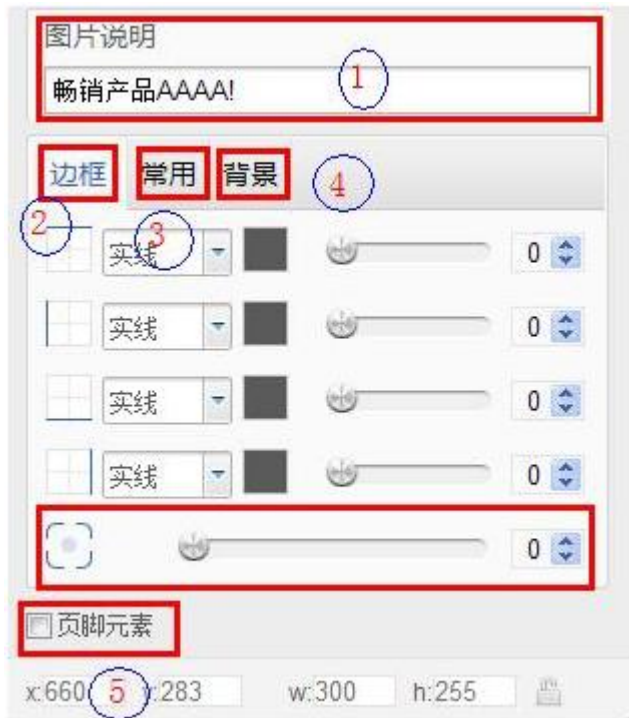 图片说明
畅销产品AAAA!
1
边框 常用 背景
4
2
3
实线 0
实线 0
实线 0
实线 0
0
页脚元素
x:660 y:283 w:300 h:255
5